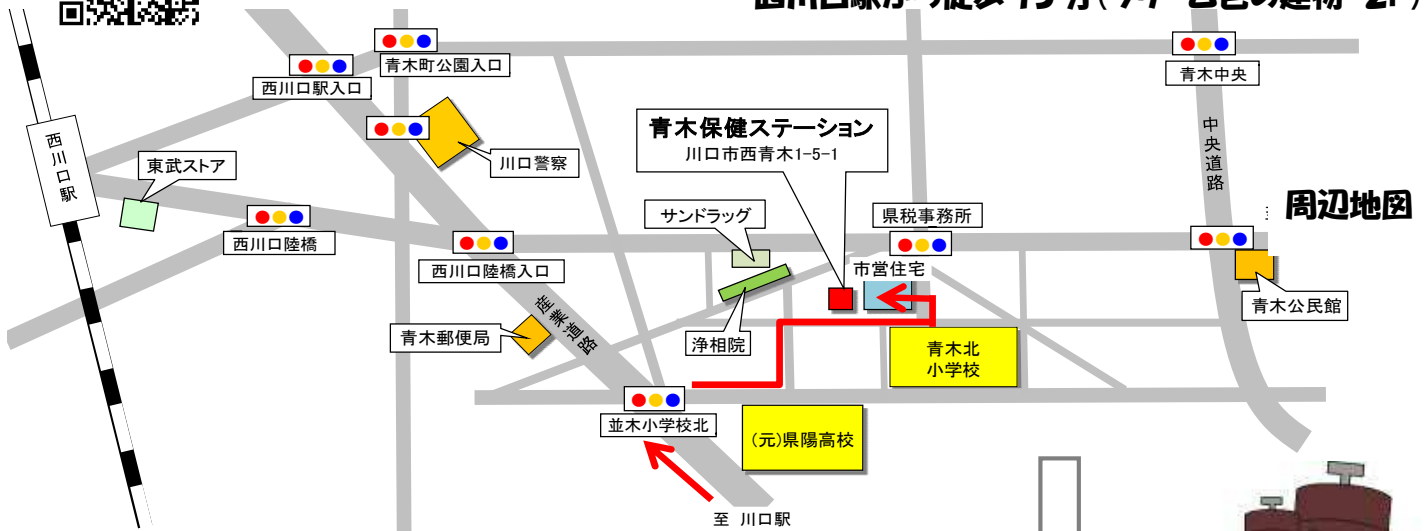 青木町公園入口
西川口駅入口
青木中央
青木保健ステーション
川口市西青木1-5-1
中央道路
西川口駅
東武ストア
川口警察
周辺地図
サンドラッグ
県税事務所
西川口陸橋
西川口陸橋入口
市営住宅
青木公民館
産業道路
青木郵便局
浄相院
青木北
小学校
並木小学校北
(元)県陽高校
至 川口駅